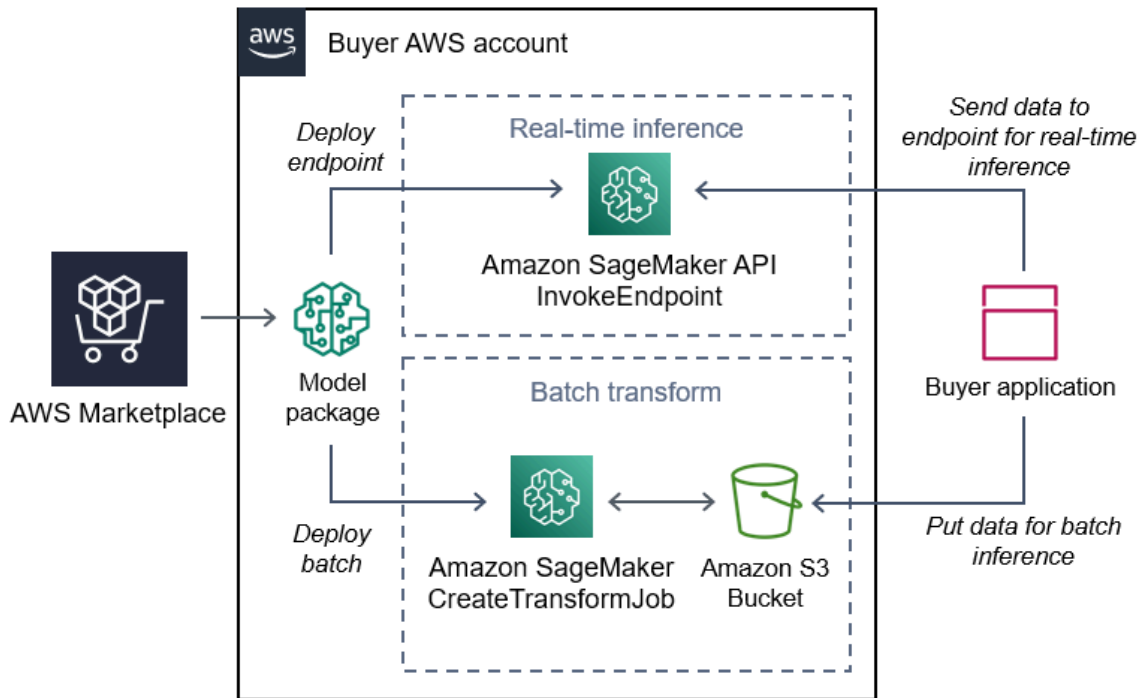 aws
Buyer AWS account
Deploy
endpoint
Real-time inference
Amazon SageMaker API
InvokeEndpoint
Send data to
endpoint for real-time
inference
AWS Marketplace
Model
package
Buyer application
Batch transform
Deploy
batch
Amazon SageMaker
CreateTransformJob
Amazon S3
Bucket
Put data for batch
inference